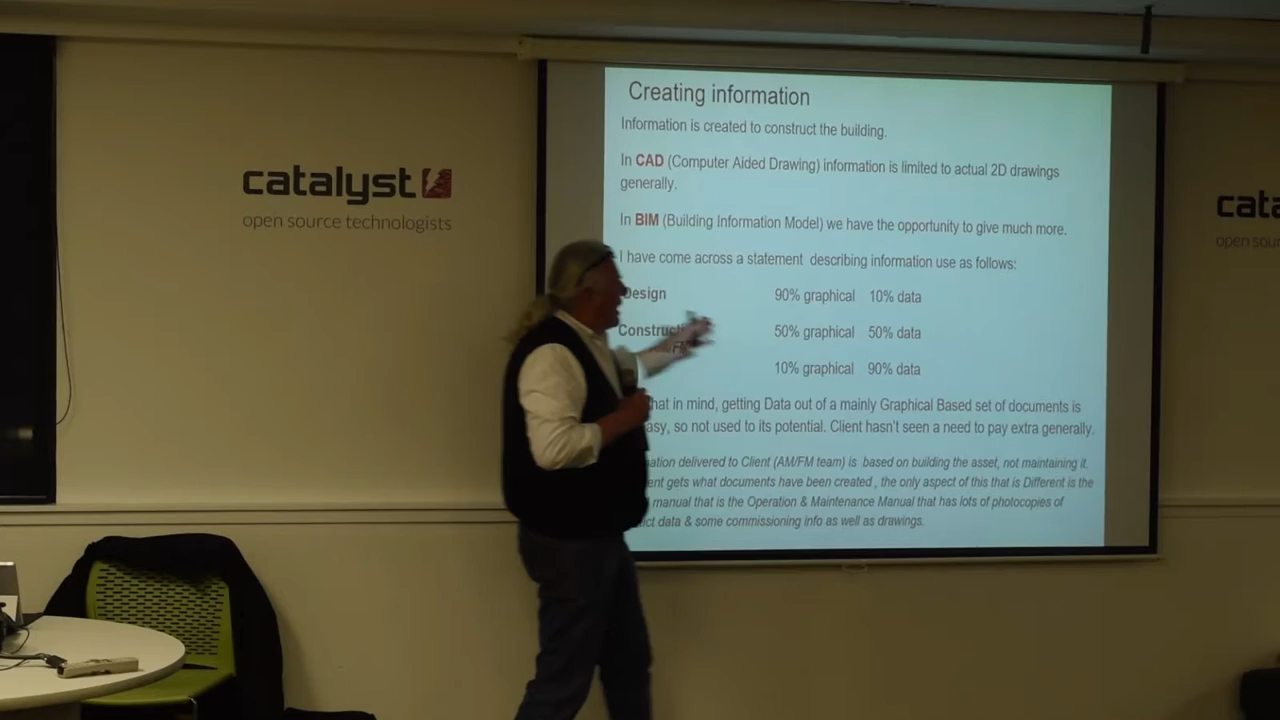 catalyst
open source technologists
Creating information
Information is created to construct the building.
In CAD (Computer Aided Drawing) information is limited to actual 2D drawings
generally.
In BIM (Building Information Model) we have the opportunity to give much more.
I have come across a statement describing information use as follows:
Design 90% graphical 10% data
50% graphical 50% data
10% graphical 90% data
in mind, getting Data out of a mainly Graphical Based set of documents is
so not used to its potential. Client hasn't seen a need to pay extra generally.
delivered to Client (AM/FM team) is based on building the asset, not maintaining it.
gets what documents have been created , the only aspect of this that is Different is the
manual that is the Operation & Maintenance Manual that has lots of photocopies of
data & some commissioning info as well as drawings.